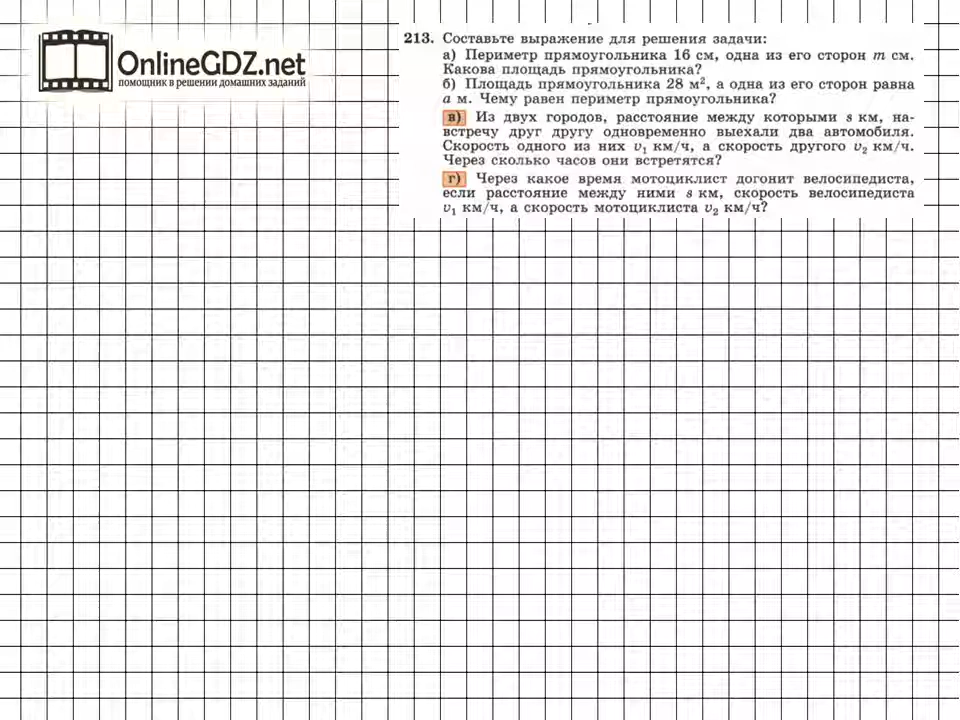 OnlineGDZ.net
помощник в решении домашних заданий
213. Составьте выражение для решения задачи:
а) Периметр прямоугольника 16 см, одна из его сторон m см.
Какова площадь прямоугольника?
б) Площадь прямоугольника 28 м², а одна из его сторон равна
a м. Чему равен периметр прямоугольника?
в) Из двух городов, расстояние между которыми s км, на-
встречу друг другу одновременно выехали два автомобиля.
Скорость одного из них v₁ км/ч, а скорость другого v₂ км/ч.
Через сколько часов они встретятся?
г) Через какое время мотоциклист догонит велосипедиста,
если расстояние между ними s км, скорость велосипедиста
v₁ км/ч, а скорость мотоциклиста v₂ км/ч?